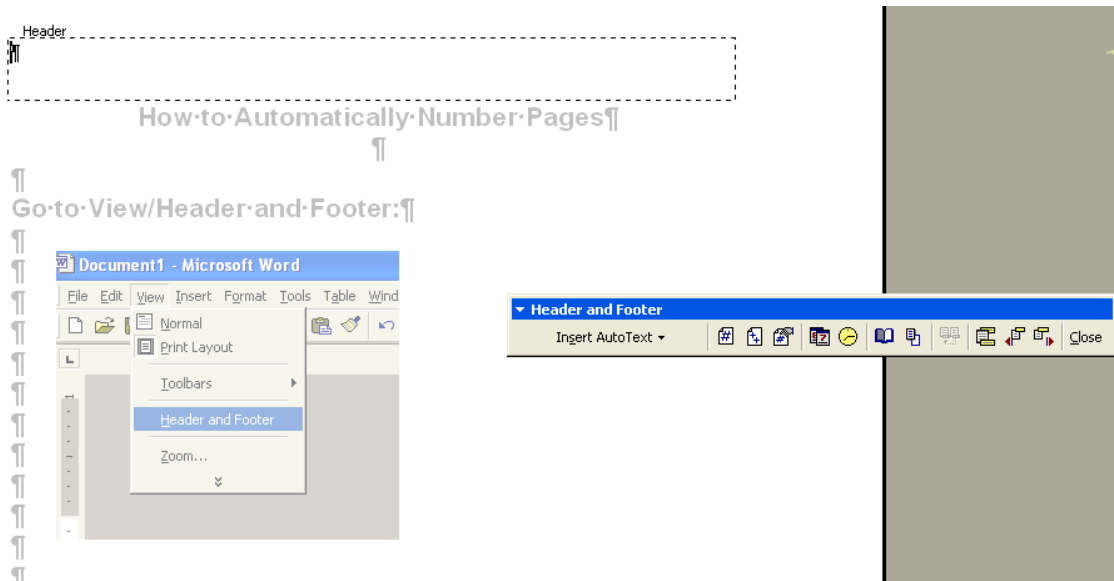 Header
¶
How·to·Automatically·Number·Pages¶
¶
¶
Go·to·View/Header·and·Footer:¶
¶
¶
Document1 - Microsoft Word
¶
File Edit View Insert Format Tools Table Wind
¶
Normal
¶
Print Layout
¶
Toolbars
¶
Header and Footer
¶
Zoom...
¶
¶
¶
¶
Header and Footer
Insert AutoText Close